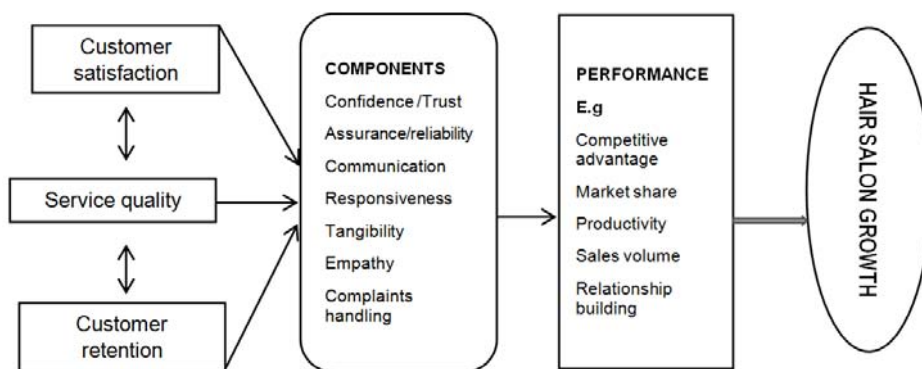 Customer
satisfaction
Service quality
Customer
retention
COMPONENTS
Confidence /Trust
Assurance/reliability
Communication
Responsiveness
Tangibility
Empathy
Complaints
handling
PERFORMANCE
E.g
Competitive
advantage
Market share
Productivity
Sales volume
Relationship
building
HAIR SALON GROWTH